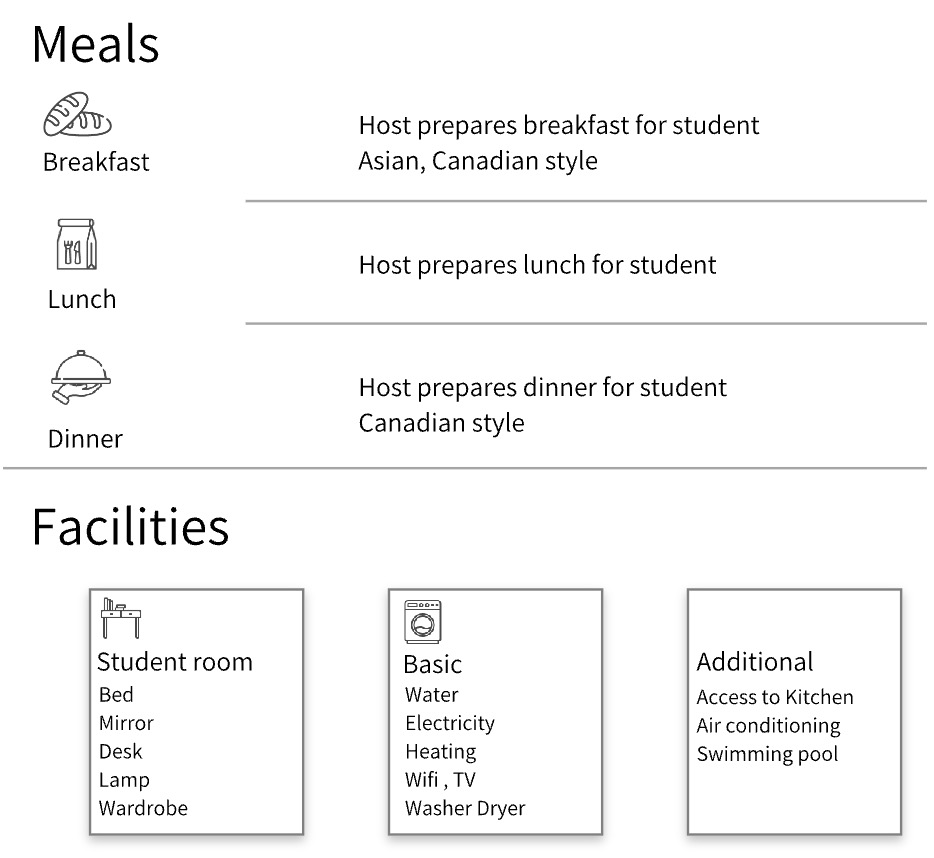 Meals
Breakfast
Host prepares breakfast for student
Asian, Canadian style
Lunch
Host prepares lunch for student
Dinner
Host prepares dinner for student
Canadian style
Facilities
Student room
Bed
Mirror
Desk
Lamp
Wardrobe
Basic
Water
Electricity
Heating
Wifi , TV
Washer Dryer
Additional
Access to Kitchen
Air conditioning
Swimming pool